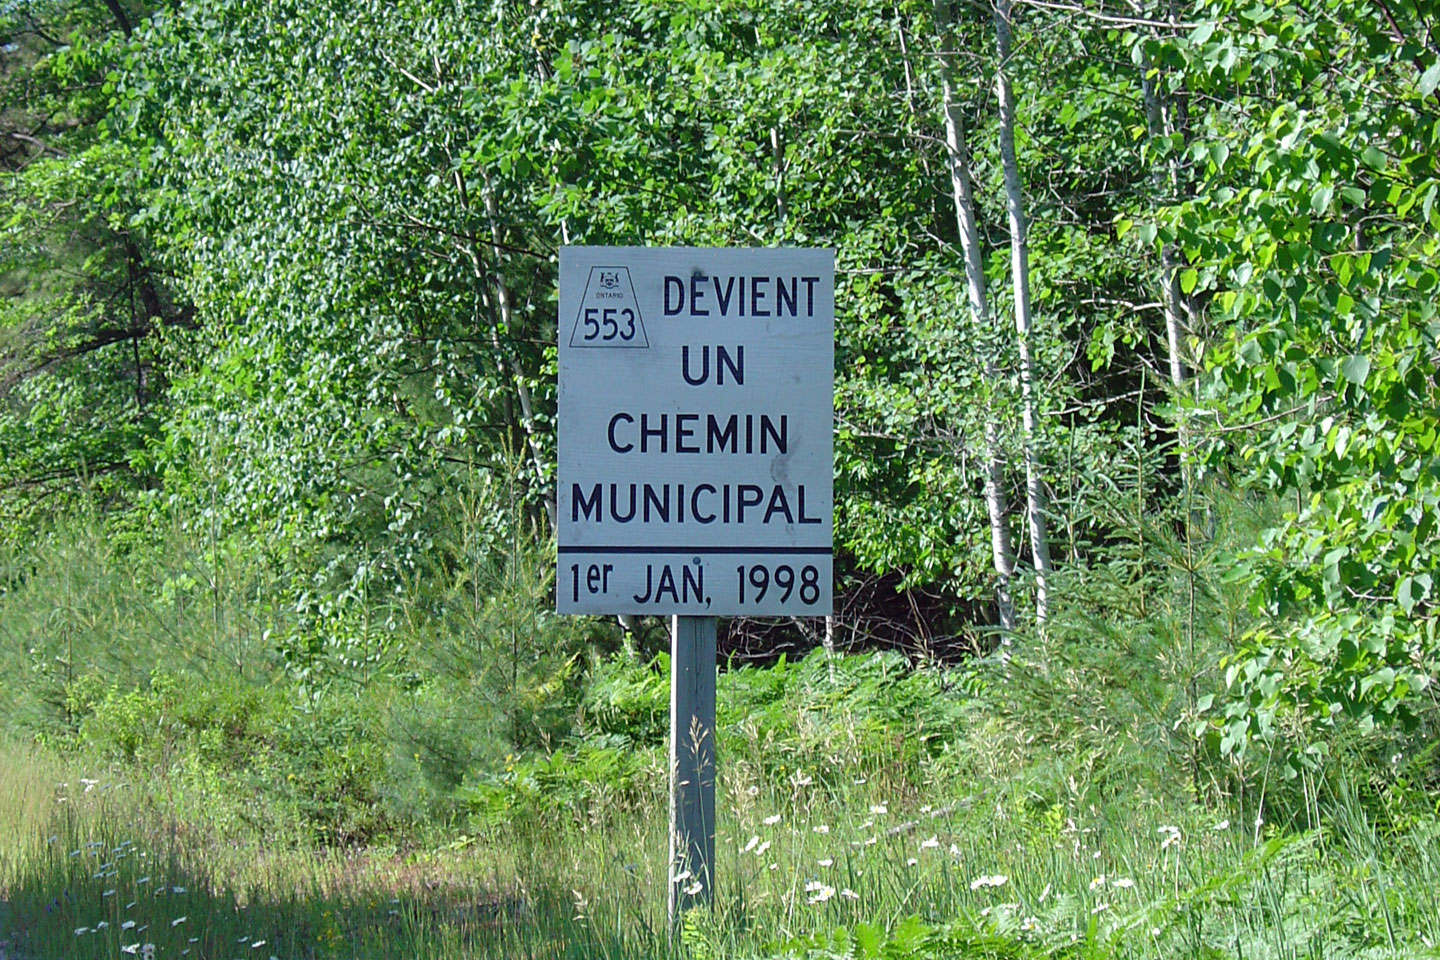 ONTARIO
553
DEVIENT
UN
CHEMIN
MUNICIPAL
1er JAN, 1998